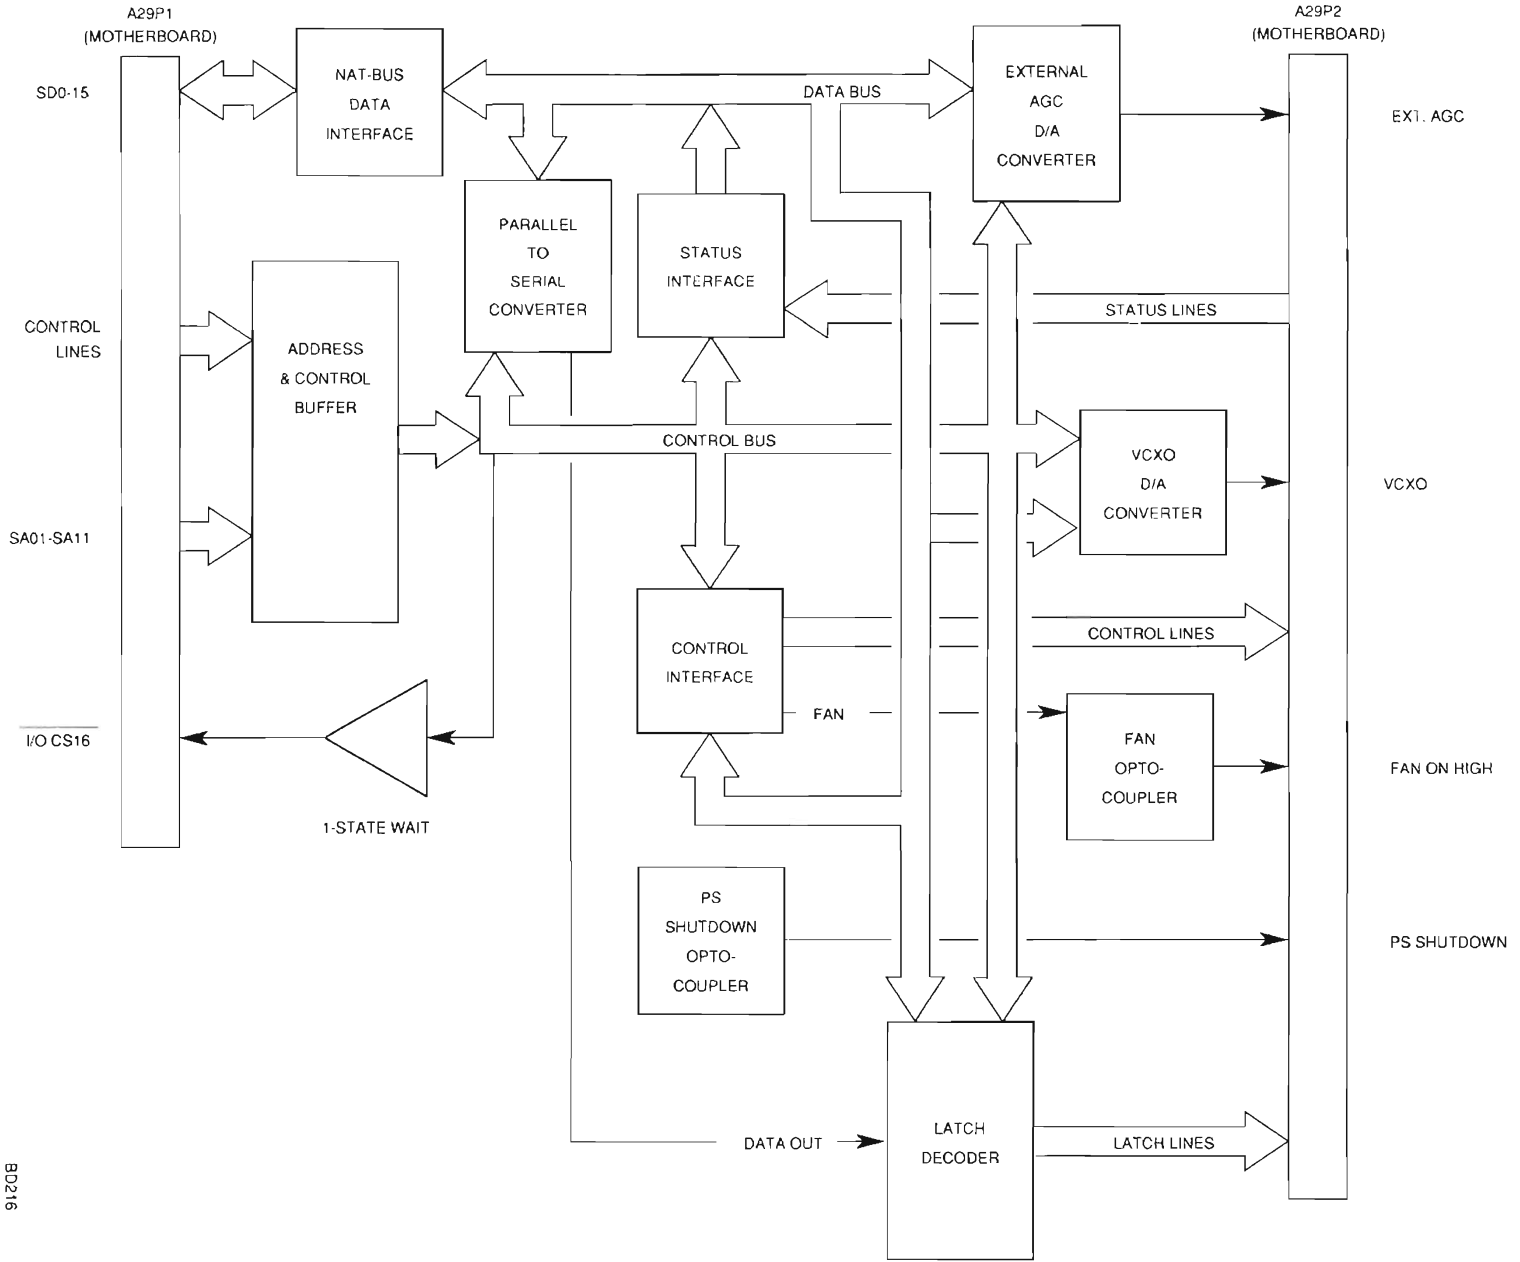 A29P1
(MOTHERBOARD)
A29P2
(MOTHERBOARD)
SD0-15
NAT-BUS
DATA
INTERFACE
DATA BUS
EXTERNAL
AGC
D/A
CONVERTER
EXT. AGC
PARALLEL
TO
SERIAL
CONVERTER
STATUS
INTERFACE
STATUS LINES
CONTROL
LINES
ADDRESS
& CONTROL
BUFFER
CONTROL BUS
VCXO
D/A
CONVERTER
VCXO
SA01-SA11
CONTROL
INTERFACE
CONTROL LINES
FAN
I/O CS16
FAN
OPTO-
COUPLER
FAN ON HIGH
1-STATE WAIT
PS
SHUTDOWN
OPTO-
COUPLER
PS SHUTDOWN
DATA OUT
LATCH
DECODER
LATCH LINES
BD216